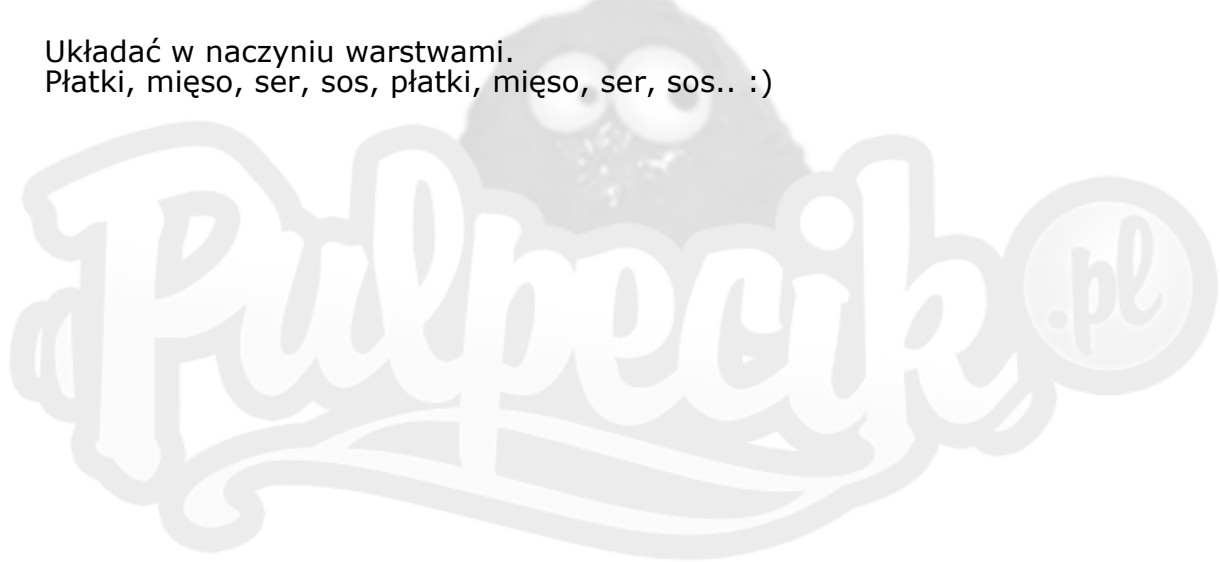 Układać w naczyniu warstwami.
Płatki, mięso, ser, sos, płatki, mięso, ser, sos.. :)
Pulpecik .pl